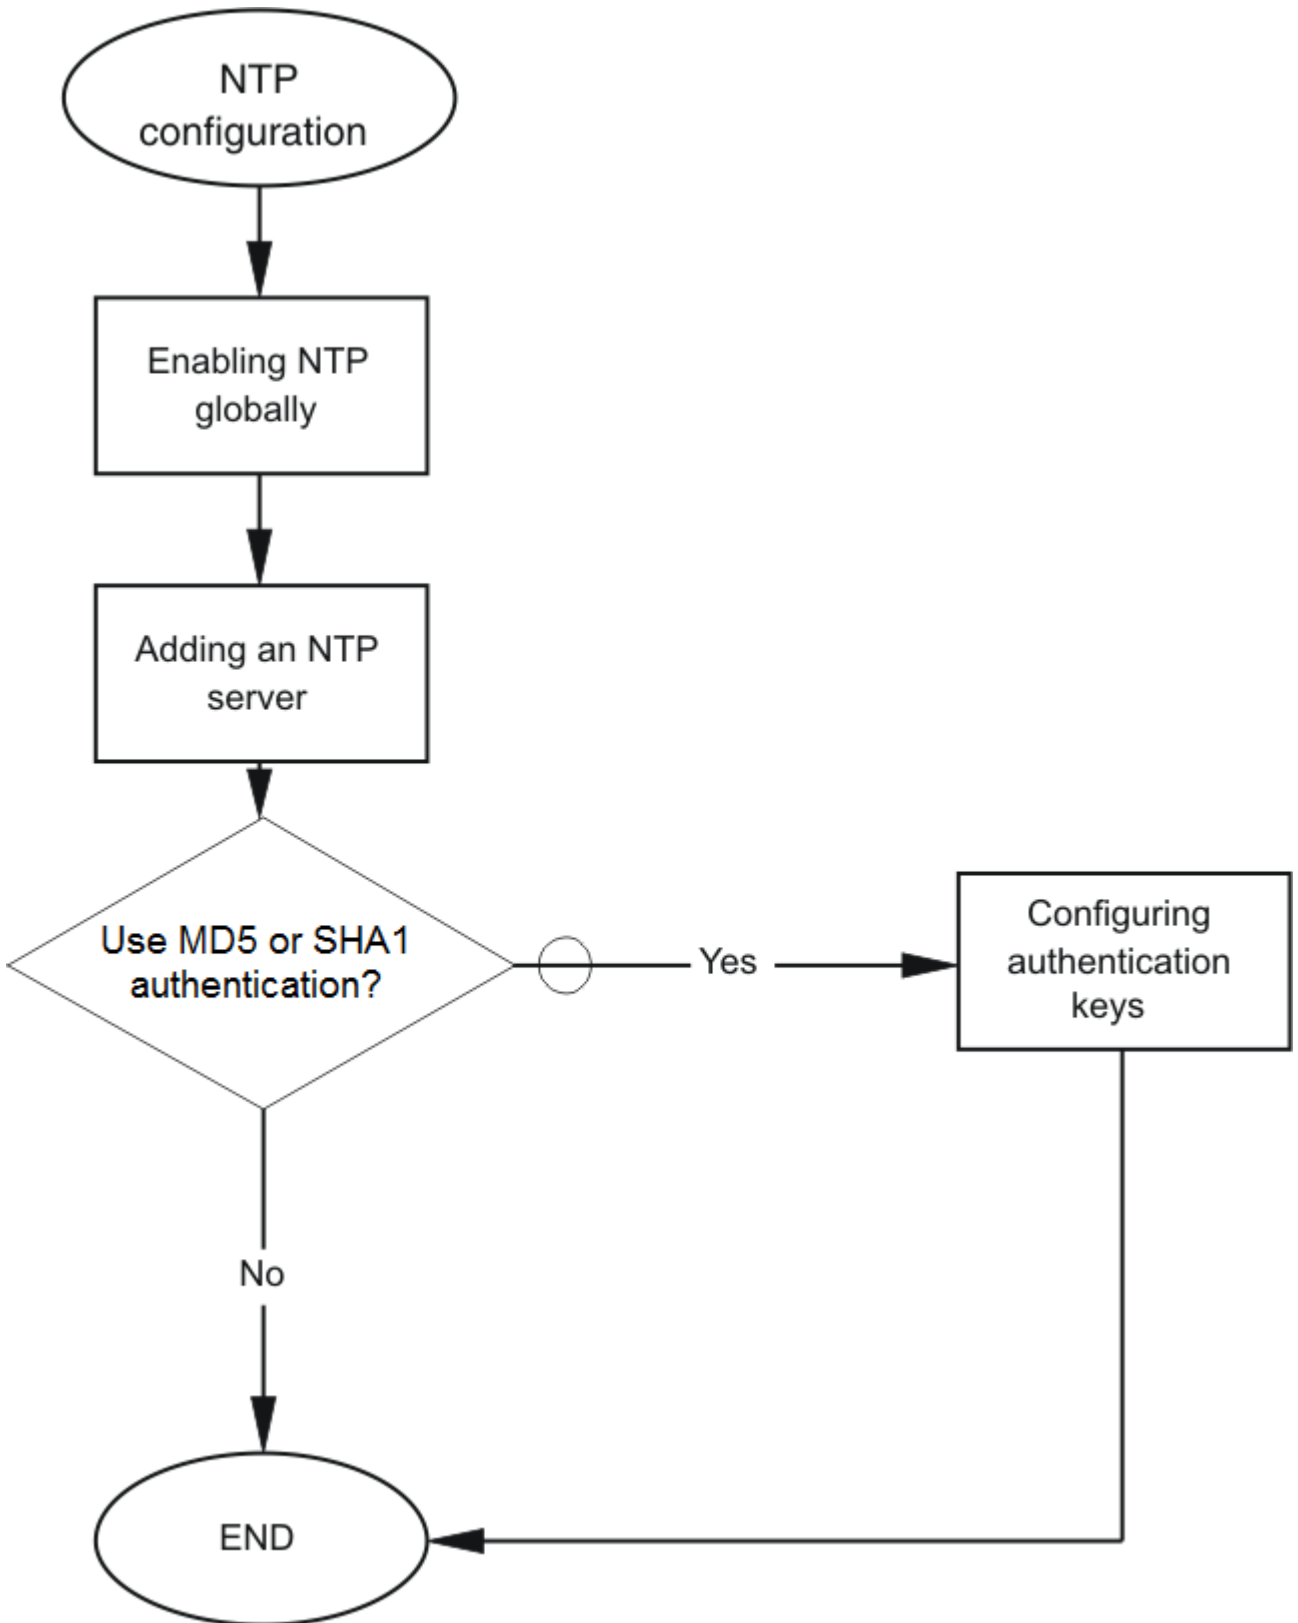 NTP
configuration
Enabling NTP
globally
Adding an NTP
server
Use MD5 or SHA1
authentication?
Yes
Configuring
authentication
keys
No
END